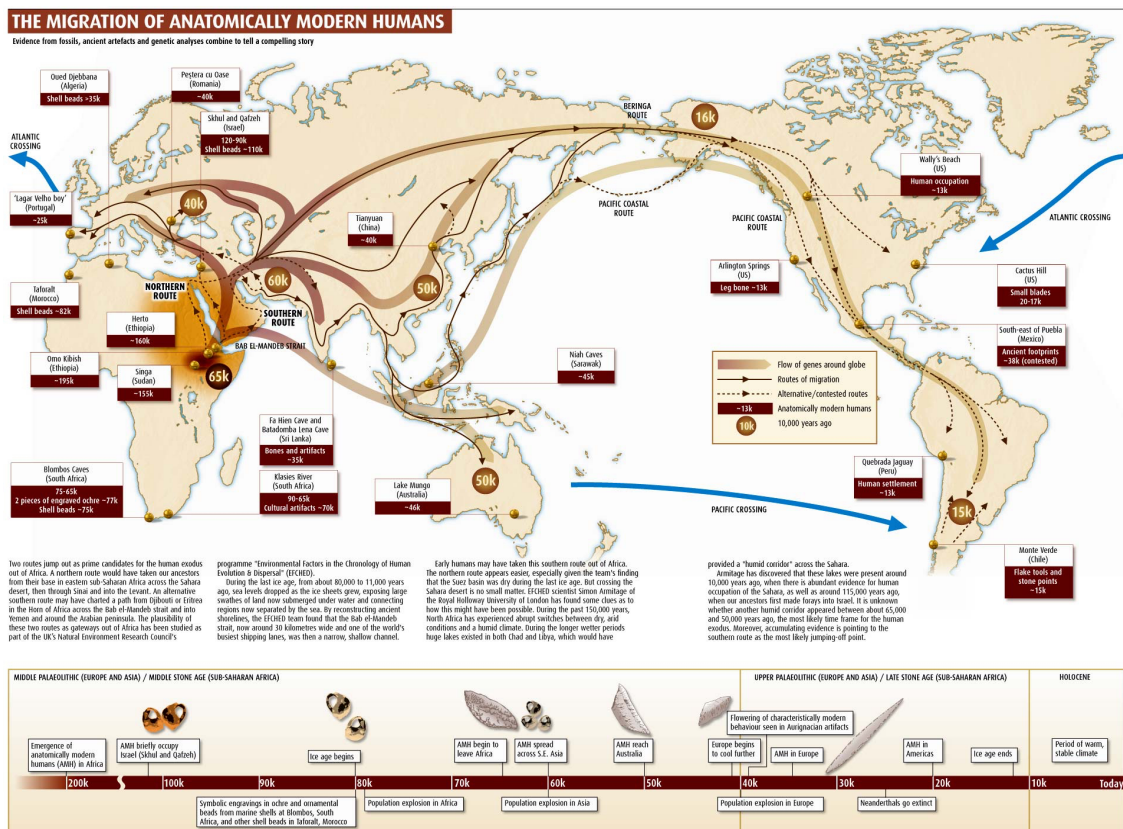 THE MIGRATION OF ANATOMICALLY MODERN HUMANS
Evidence from fossils, ancient artefacts and genetic analyses combine to tell a compelling story
Oued Djebbana
(Algeria)
Shell beads >35k
Peştera cu Oase
(Romania)
~40k
Skhul and Qafzeh
(Israel)
120-90k
Shell beads ~110k
ATLANTIC
CROSSING
'Lagar Velho boy'
(Portugal)
~25k
40k
Tianyuan
(China)
~40k
BERINGA
ROUTE
16k
Wally's Beach
(US)
Human occupation
~13k
PACIFIC COASTAL
ROUTE
PACIFIC COASTAL
ROUTE
ATLANTIC CROSSING
Taforalt
(Morocco)
Shell beads ~82k
NORTHERN
ROUTE
60k
50k
SOUTHERN
ROUTE
BAB EL-MANDEB STRAIT
Arlington Springs
(US)
Leg bone ~13k
Cactus Hill
(US)
Small blades
20-17k
Herto
(Ethiopia)
~160k
Omo Kibish
(Ethiopia)
~195k
Singa
(Sudan)
~155k
65k
Niah Caves
(Sarawak)
~45k
South-east of Puebla
(Mexico)
Ancient footprints
~38k (contested)
Flow of genes around globe
Routes of migration
Alternative/contested routes
~13k
Anatomically modern humans
10k
10,000 years ago
Fa Hien Cave and
Batadomba Lena Cave
(Sri Lanka)
Bones and artifacts
~35k
Blombos Caves
(South Africa)
75-65k
2 pieces of engraved ochre ~77k
Shell beads ~75k
Klasies River
(South Africa)
90-65k
Cultural artifacts ~70k
Lake Mungo
(Australia)
~46k
50k
PACIFIC CROSSING
Quebrada Jaguay
(Peru)
Human settlement
~13k
15k
Monte Verde
(Chile)
Flake tools and
stone points
~15k
Two routes jump out as prime candidates for the human exodus
out of Africa. A northern route would have taken our ancestors
from their base in eastern sub-Saharan Africa across the Sahara
desert, then through Sinai and into the Levant. An alternative
southern route may have charted a path from Djibouti or Eritrea
in the Horn of Africa across the Bab el-Mandeb strait and into
Yemen and around the Arabian peninsula. The plausibility of
these two routes as gateways out of Africa has been studied as
part of the UK's Natural Environment Research Council's
programme "Environmental Factors in the Chronology of Human
Evolution & Dispersal" (EFCHED).
During the last ice age, from about 80,000 to 11,000 years
ago, sea levels dropped as the ice sheets grew, exposing large
swathes of land now submerged under water and connecting
regions now separated by the sea. By reconstructing ancient
shorelines, the EFCHED team found that the Bab el-Mandeb
strait, now around 30 kilometres wide and one of the world's
busiest shipping lanes, was then a narrow, shallow channel.
Early humans may have taken this southern route out of Africa.
The northern route appears easier, especially given the team's finding
that the Suez basin was dry during the last ice age. But crossing the
Sahara desert is no small matter. EFCHED scientist Simon Armitage of
the Royal Holloway University of London has found some clues as to
how this might have been possible. During the past 150,000 years,
North Africa has experienced abrupt switches between dry, arid
conditions and a humid climate. During the longer wetter periods
huge lakes existed in both Chad and Libya, which would have
provided a "humid corridor" across the Sahara.
Armitage has discovered that these lakes were present around
10,000 years ago, when there is abundant evidence for human
occupation of the Sahara, as well as around 115,000 years ago,
when our ancestors first made forays into Israel. It is unknown
whether another humid corridor appeared between about 65,000
and 50,000 years ago, the most likely time frame for the human
exodus. Moreover, accumulating evidence is pointing to the
southern route as the most likely jumping-off point.
MIDDLE PALAEOLITHIC (EUROPE AND ASIA) / MIDDLE STONE AGE (SUB-SAHARAN AFRICA)
UPPER PALAEOLITHIC (EUROPE AND ASIA) / LATE STONE AGE (SUB-SAHARAN AFRICA)
HOLOCENE
Emergence of
anatomically modern
humans (AMH) in Africa
AMH briefly occupy
Israel (Skhul and Qafzeh)
Ice age begins
AMH begin to
leave Africa
AMH spread
across S.E. Asia
AMH reach
Australia
Europe begins
to cool further
Flowering of characteristically modern
behaviour seen in Aurignacian artifacts
AMH in Europe
AMH in
Americas
Ice age ends
Period of warm,
stable climate
200k
100k
90k
80k
70k
60k
50k
40k
30k
20k
10k
Today
Symbolic engravings in ochre and ornamental
beads from marine shells at Blombos, South
Africa, and other shell beads in Taforalt, Morocco
Population explosion in Africa
Population explosion in Asia
Population explosion in Europe
Neanderthals go extinct